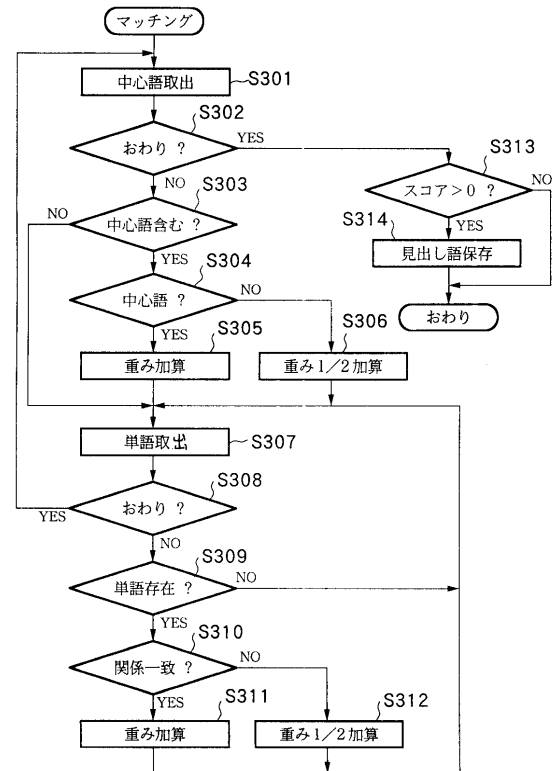 マッチング
中心語取出
S301
S302
おわり ?
YES
NO
S303
中心語含む ?
NO
YES
S304
中心語 ?
NO
YES
S305
重み加算
S306
重み1／2加算
S307
単語取出
S308
おわり ?
YES
NO
S309
単語存在 ?
NO
YES
S310
関係一致 ?
NO
YES
S311
重み加算
S312
重み1／2加算
S313
スコア>0 ?
NO
YES
S314
見出し語保存
おわり